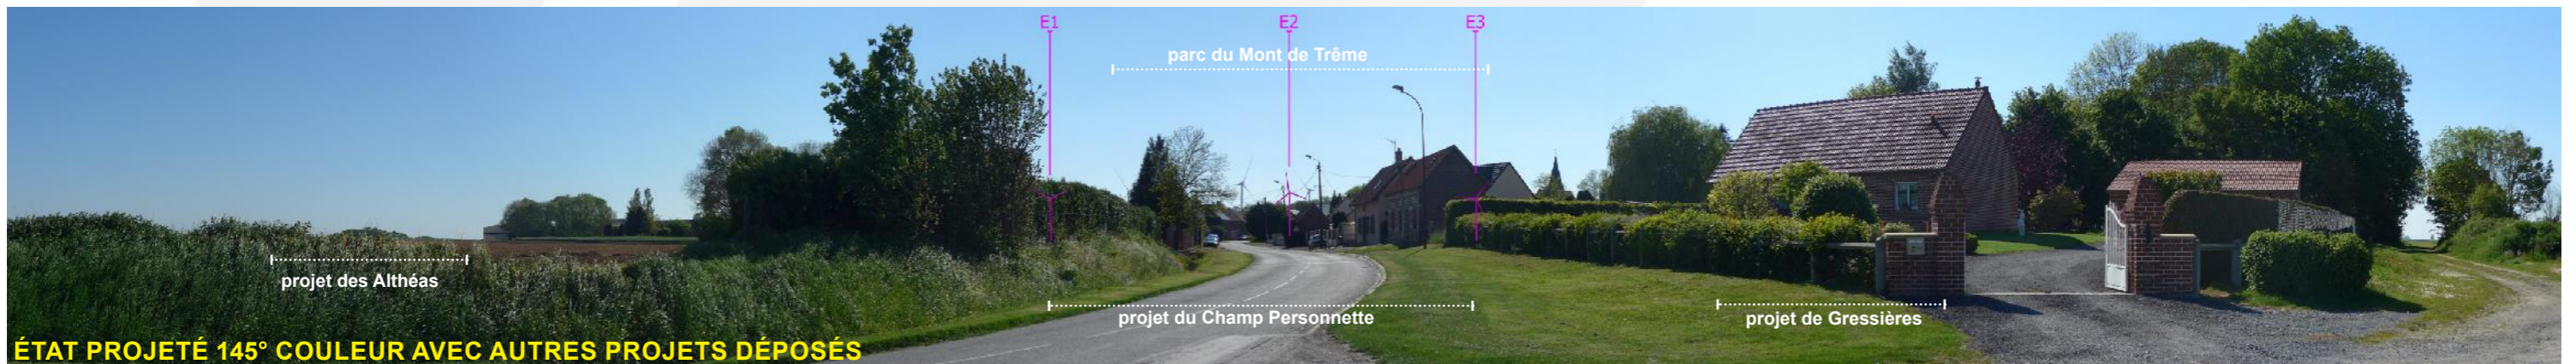 E1 E2 E3
parc du Mont de Trême
projet des Althéas
projet du Champ Personnette
projet de Gressières
ÉTAT PROJETÉ 145° COULEUR AVEC AUTRES PROJETS DÉPOSÉS